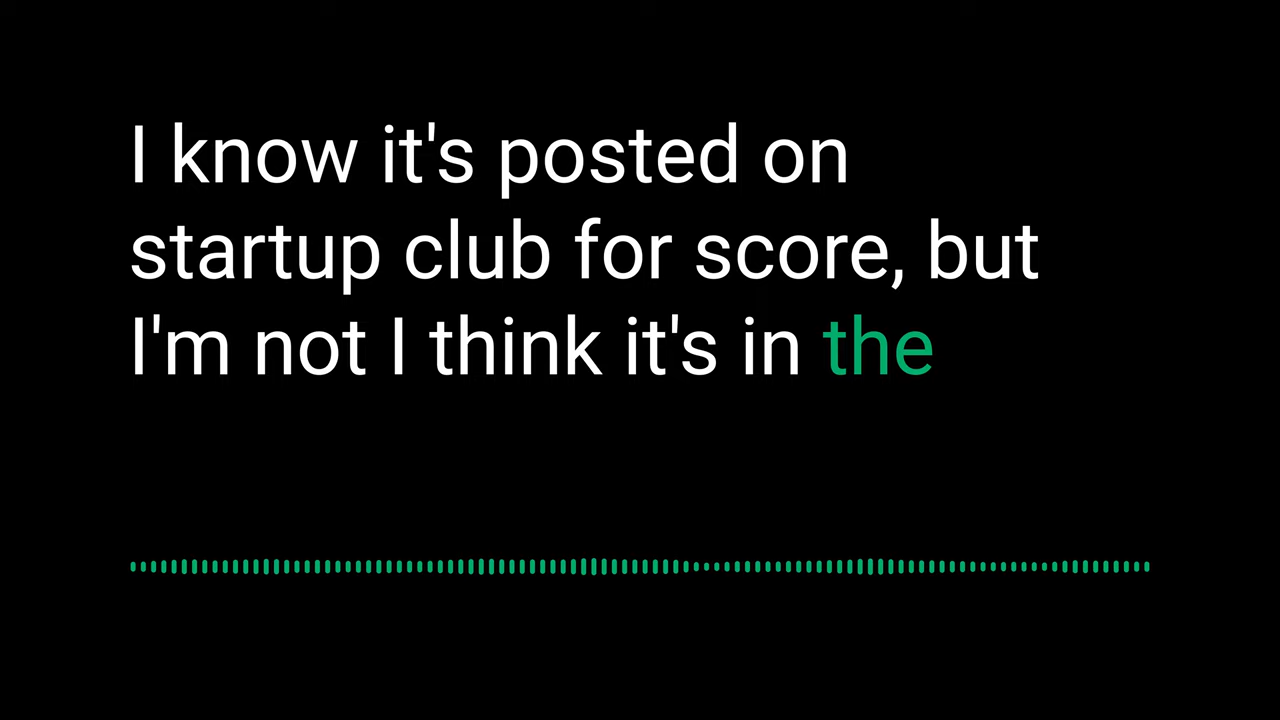 I know it's posted on
startup club for score, but
I'm not I think it's in the